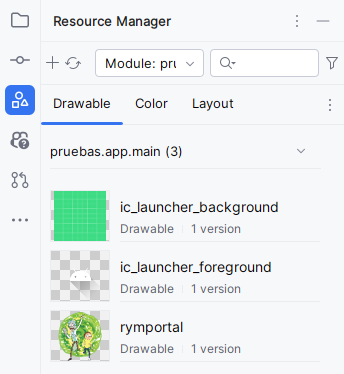 Resource Manager
Module: pru
Drawable Color Layout
pruebas.app.main (3)
ic_launcher_background
Drawable 1 version
ic_launcher_foreground
Drawable 1 version
rymportal
Drawable 1 version